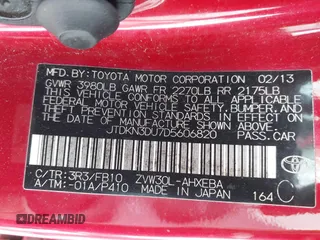 MFD. BY: TOYOTA MOTOR CORPORATION 02/13
GVWR 3980LB GAWR FR 2270LB RR 2175LB
THIS VEHICLE CONFORMS TO ALL APPLICABLE
FEDERAL MOTOR VEHICLE SAFETY, BUMPER, AND
THEFT PREVENTION STANDARDS IN EFFECT ON
THE DATE OF MANUFACTURE SHOWN ABOVE.
JTDKN3DU7D5606820
C/TR: 3R3/FB10 ZVW30L-AHXEBA
A/TM: -01A/P410 MADE IN JAPAN 164 C
TOYOTA
DREAMBID